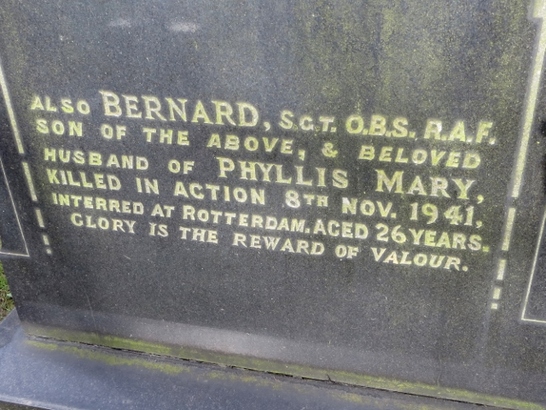 ALSO BERNARD, SGT. OBS. R.A.F.
SON OF THE ABOVE, & BELOVED
HUSBAND OF PHYLLIS MARY,
KILLED IN ACTION 8TH NOV. 1941,
INTERRED AT ROTTERDAM. AGED 26 YEARS.
GLORY IS THE REWARD OF VALOUR.